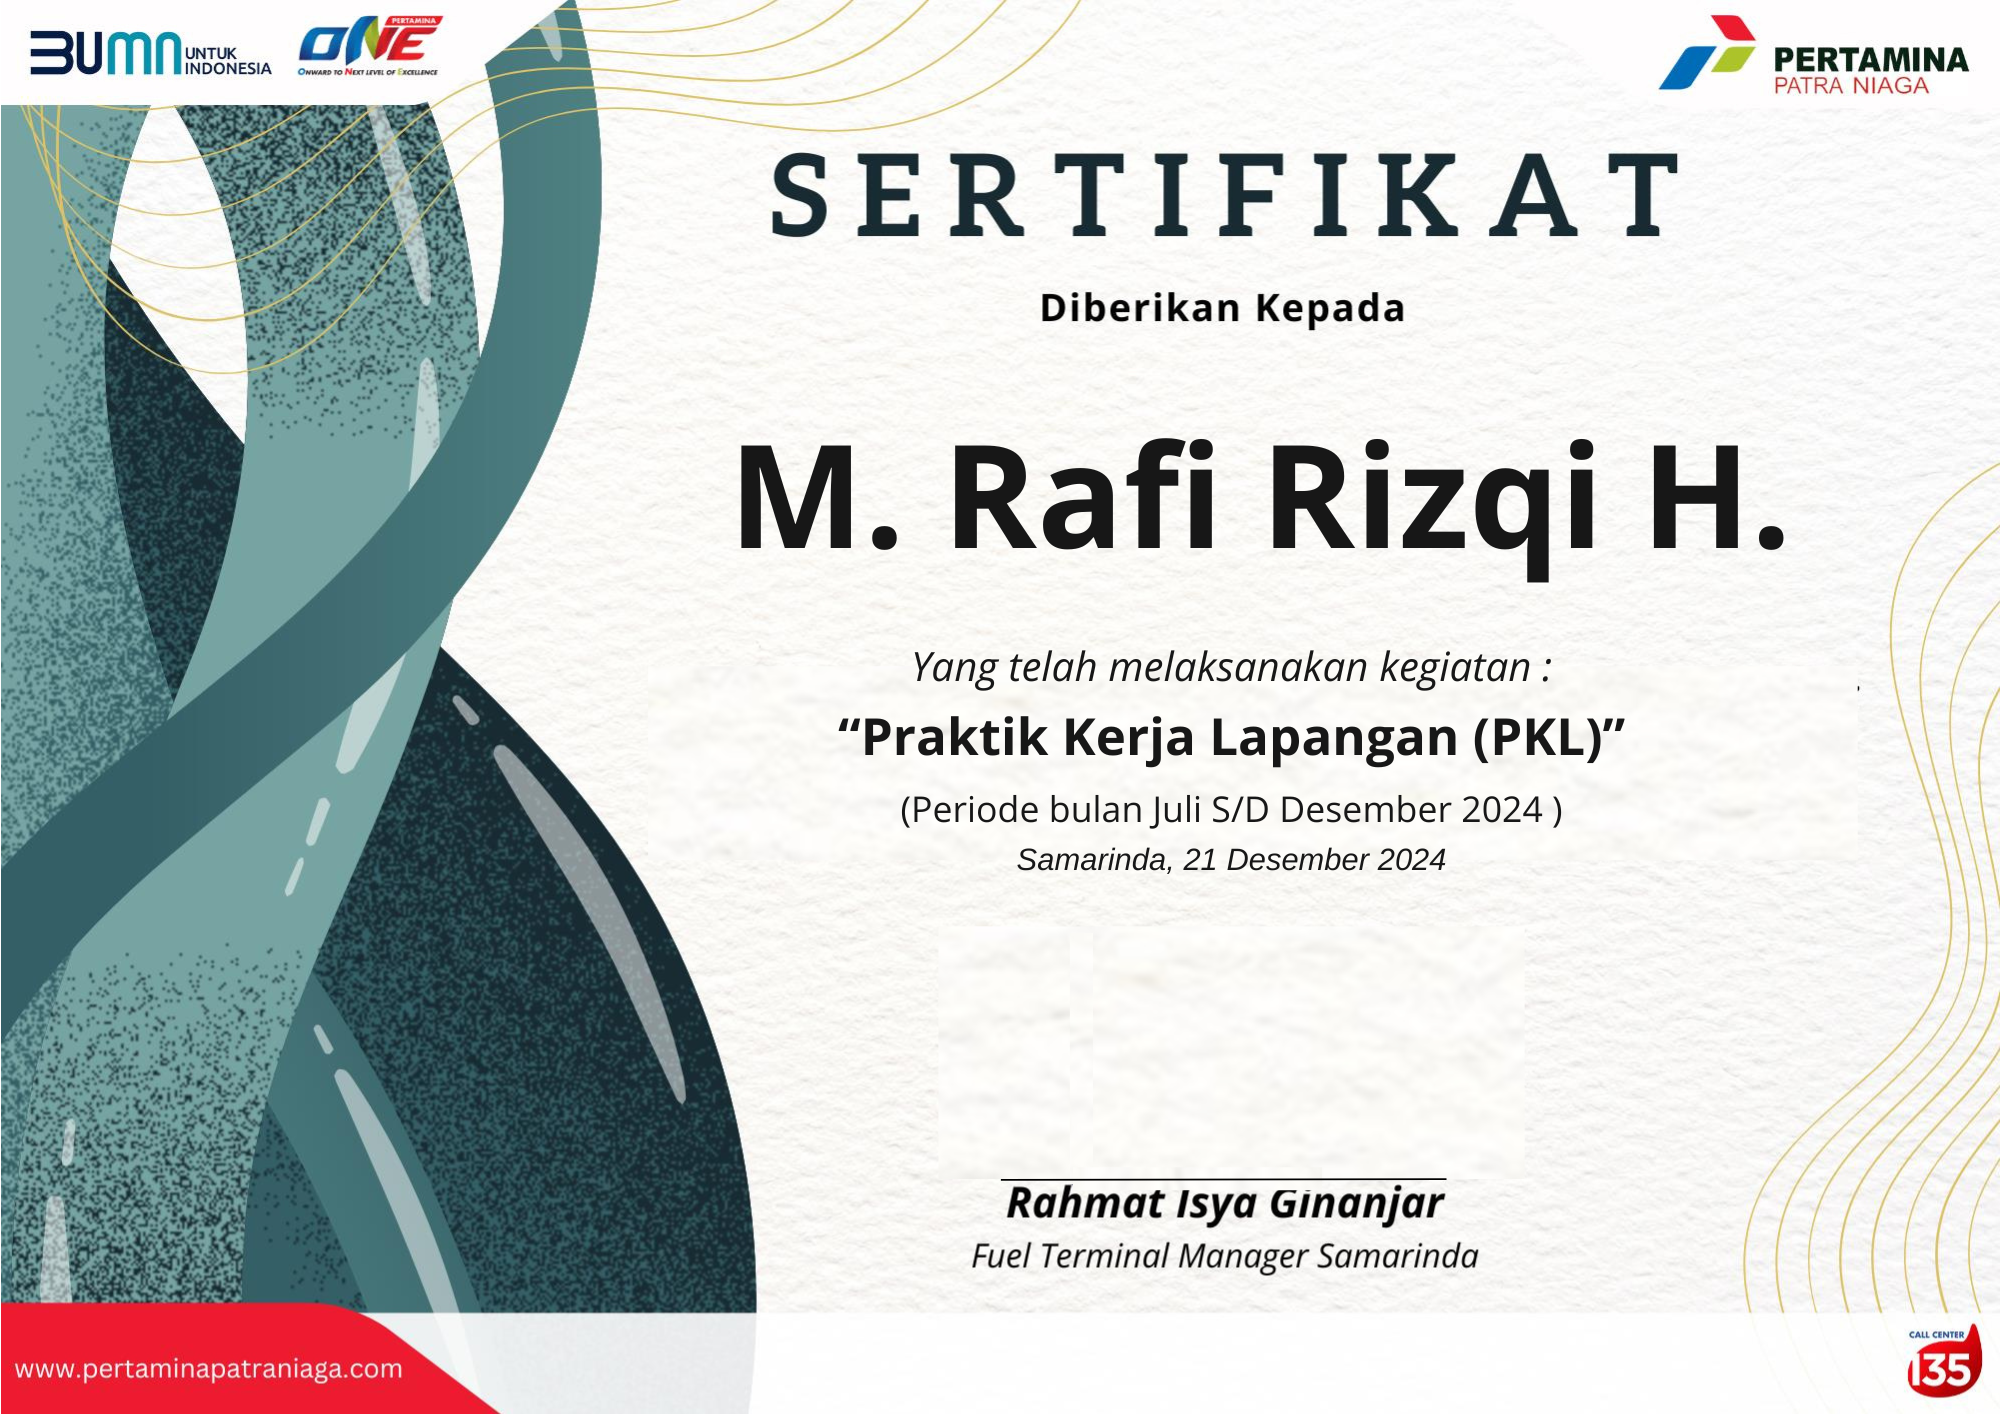 BUMN UNTUK INDONESIA
PERTAMINA
ONE
ONWARD TO NEXT LEVEL OF EXCELLENCE
PERTAMINA
PATRA NIAGA
SERTIFIKAT
Diberikan Kepada
M. Rafi Rizqi H.
Yang telah melaksanakan kegiatan :
“Praktik Kerja Lapangan (PKL)”
(Periode bulan Juli S/D Desember 2024 )
Samarinda, 21 Desember 2024
Rahmat Isya Ginanjar
Fuel Terminal Manager Samarinda
www.pertaminapatraniaga.com
CALL CENTER
135